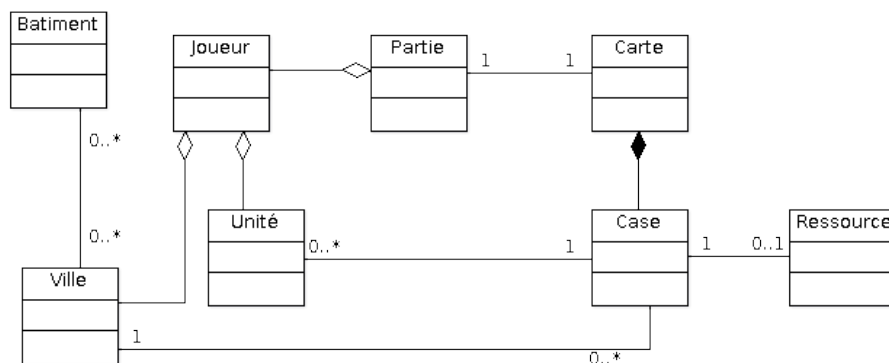 Batiment
Joueur
Partie
Carte
1
1
0..*
0..*
Unité
Case
Ressource
0..*
1
1
0..1
Ville
1
0..*